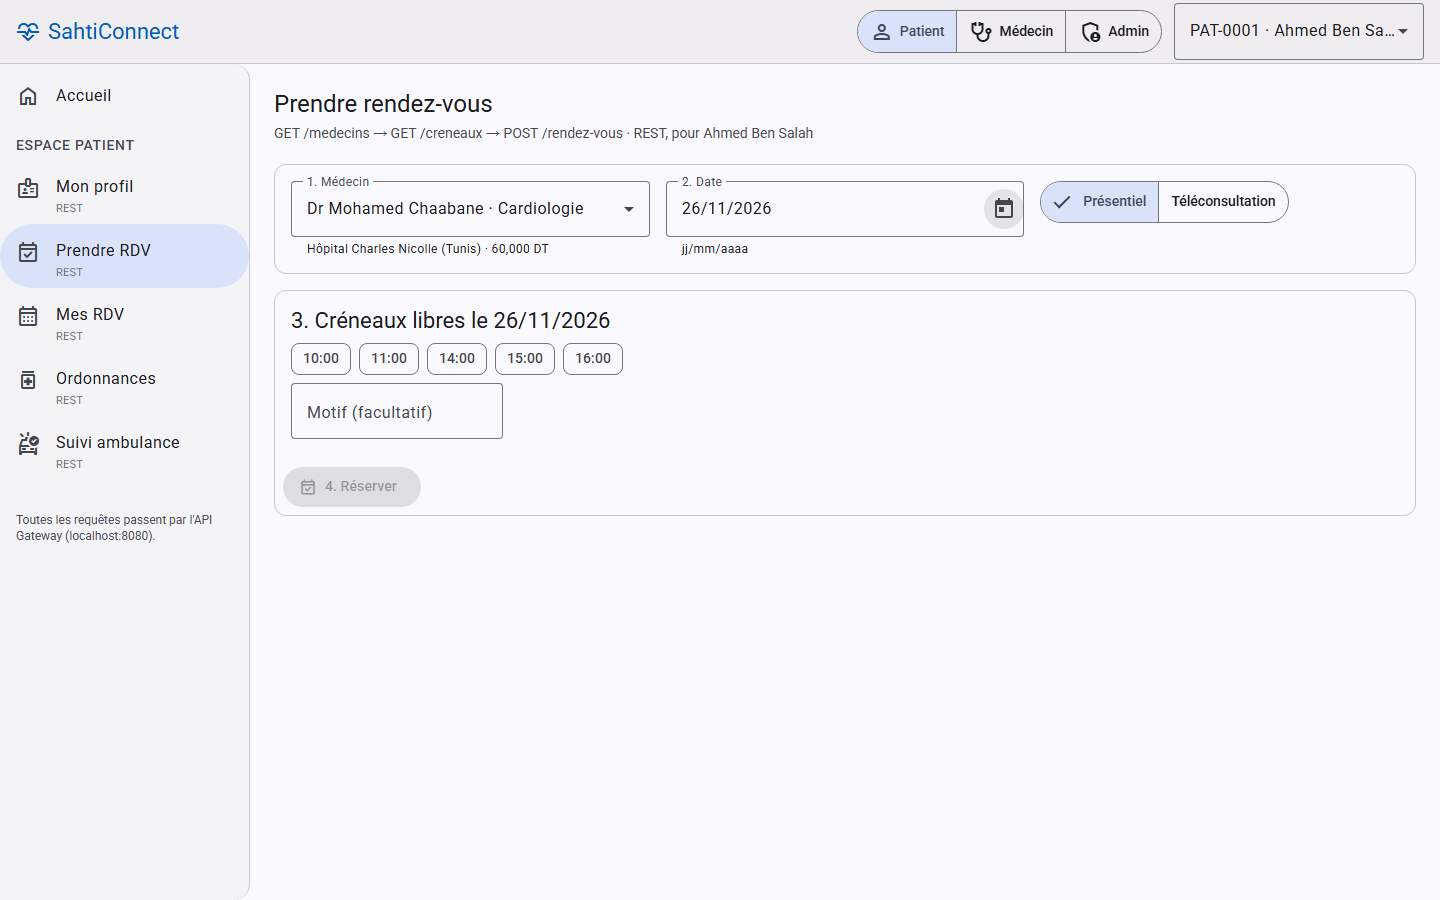 SahtiConnect
Patient
Médecin
Admin
PAT-0001 · Ahmed Ben Sa...
Accueil
ESPACE PATIENT
Mon profil
REST
Prendre RDV
REST
Mes RDV
REST
Ordonnances
REST
Suivi ambulance
REST
Toutes les requêtes passent par l'API
Gateway (localhost:8080).
Prendre rendez-vous
GET /medecins → GET /creneaux → POST /rendez-vous · REST, pour Ahmed Ben Salah
1. Médecin
Dr Mohamed Chaabane · Cardiologie
Hôpital Charles Nicolle (Tunis) · 60,000 DT
2. Date
26/11/2026
jj/mm/aaaa
Présentiel
Téléconsultation
3. Créneaux libres le 26/11/2026
10:00
11:00
14:00
15:00
16:00
Motif (facultatif)
4. Réserver